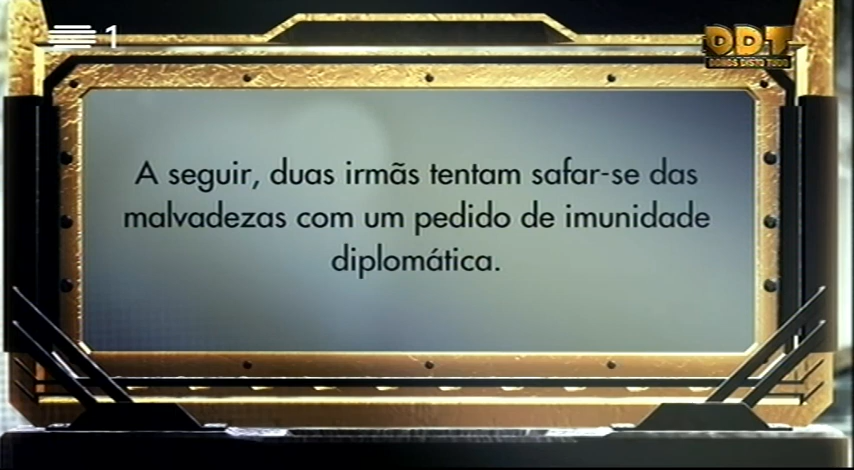 1
DDT
DONOS DISTO TUDO
A seguir, duas irmãs tentam safar-se das
malvadezas com um pedido de imunidade
diplomática.